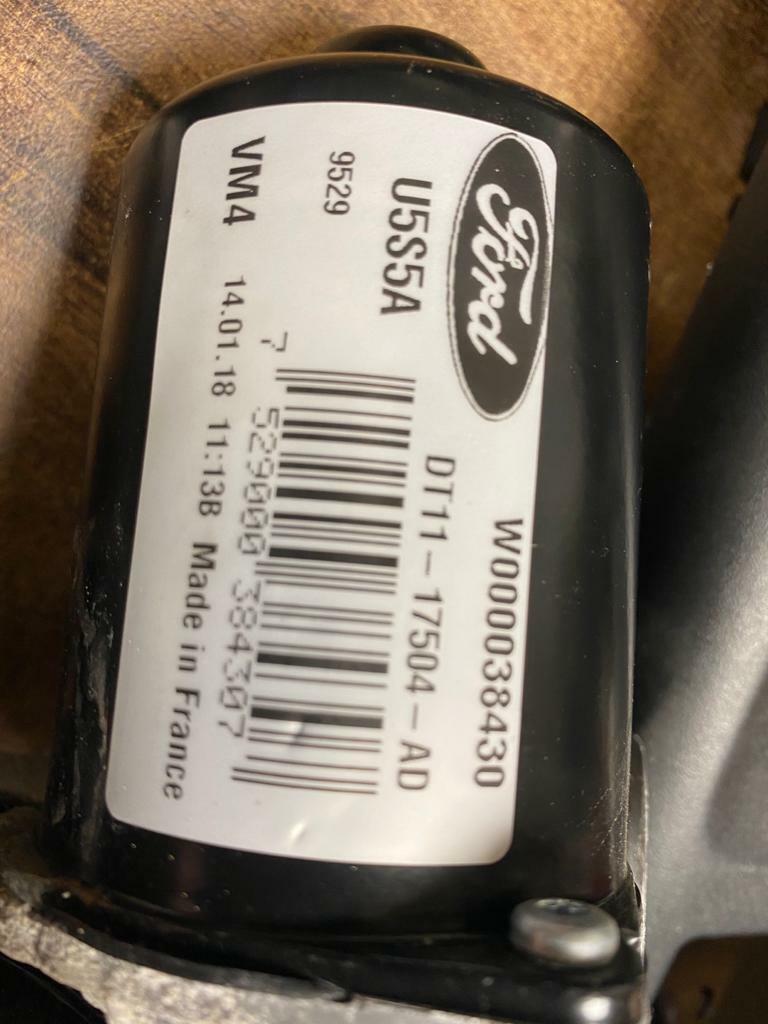 Ford
W000038430
U5S5A
DT11-17504-AD
9529
7 529000 384307
VM4 14.01.18 11:13B Made in France